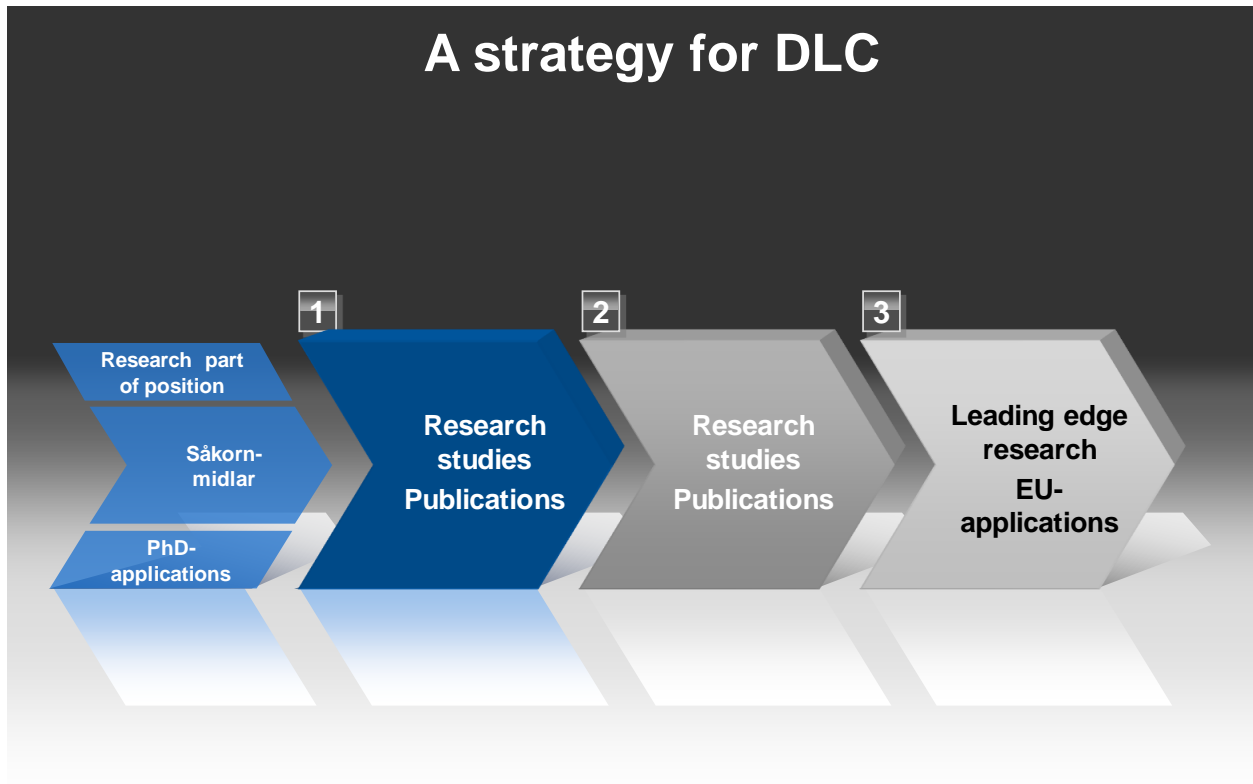 A strategy for DLC
1
2
3
Research part
of position
Såkorn-
midlar
PhD-
applications
Research
studies
Publications
Research
studies
Publications
Leading edge
research
EU-
applications